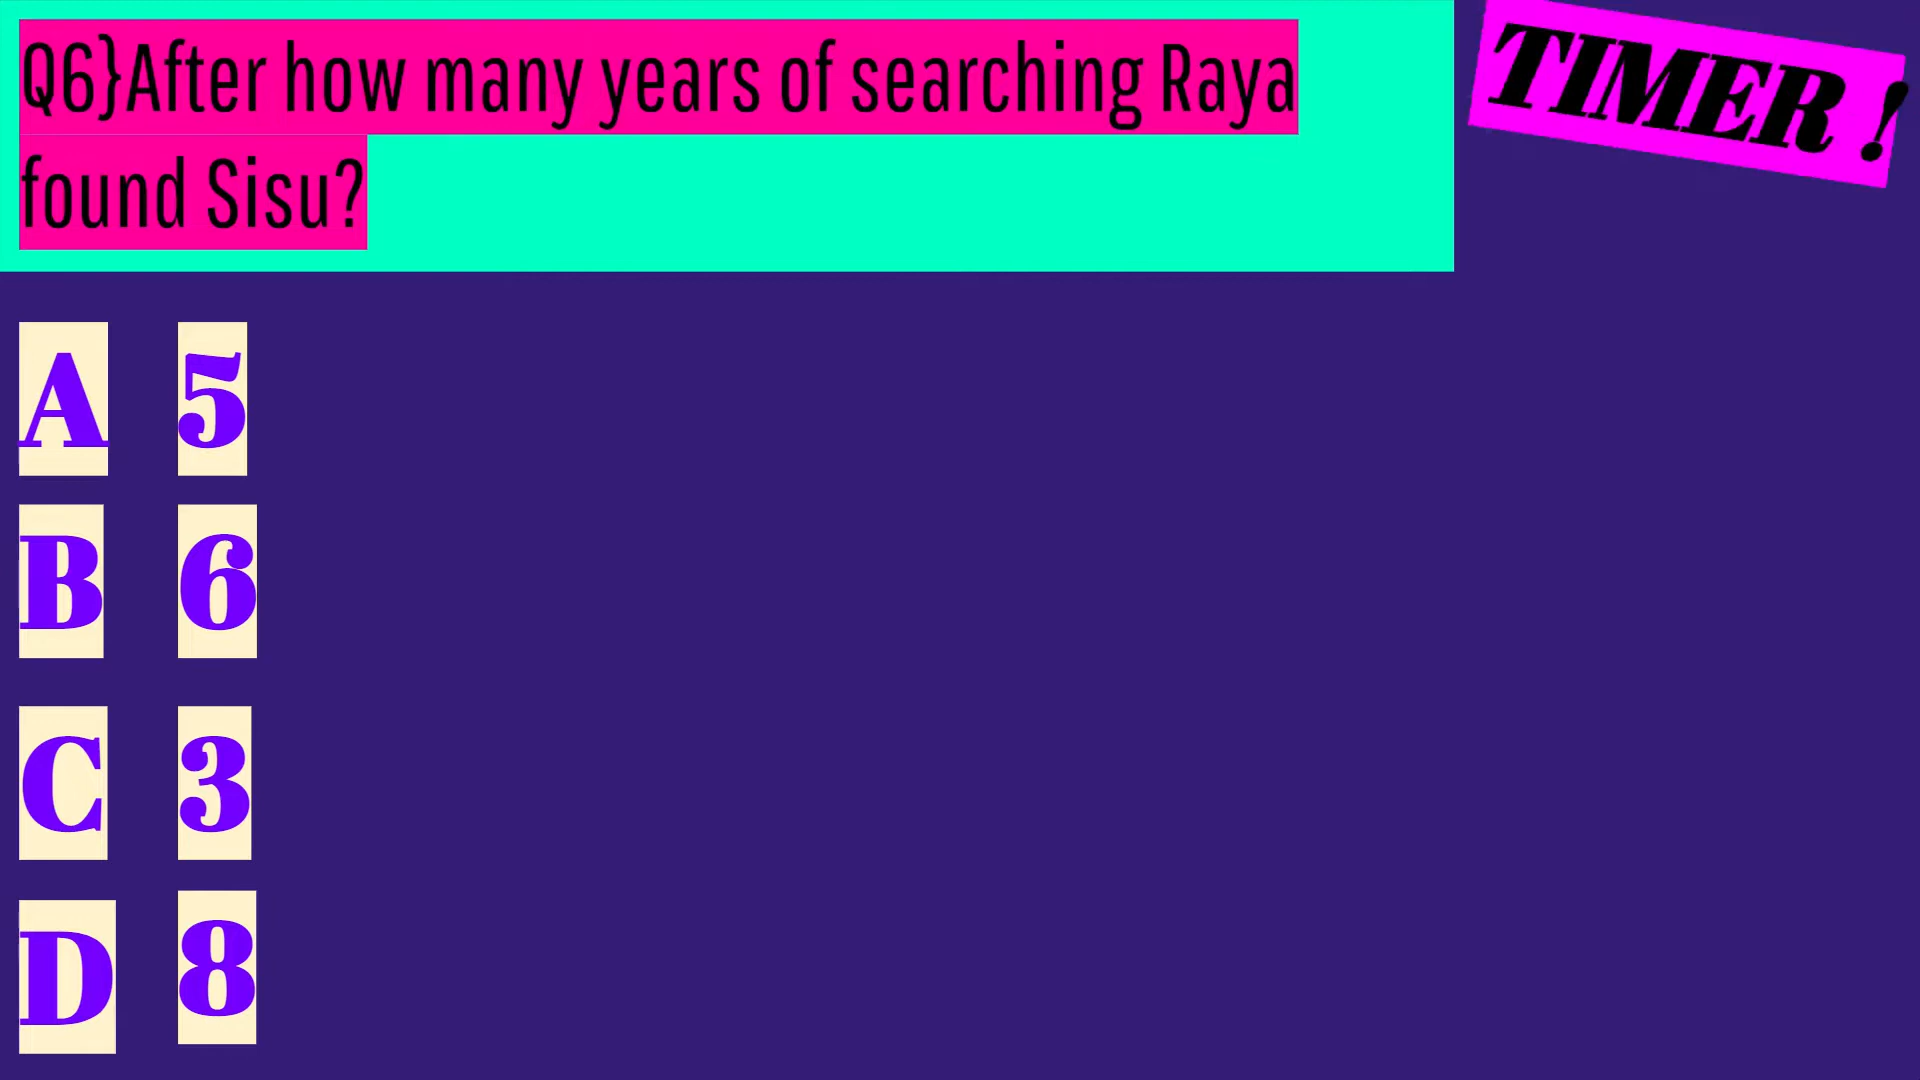 Q6}After how many years of searching Raya
found Sisu?
TIMER !
A 5
B 6
C 3
D 8